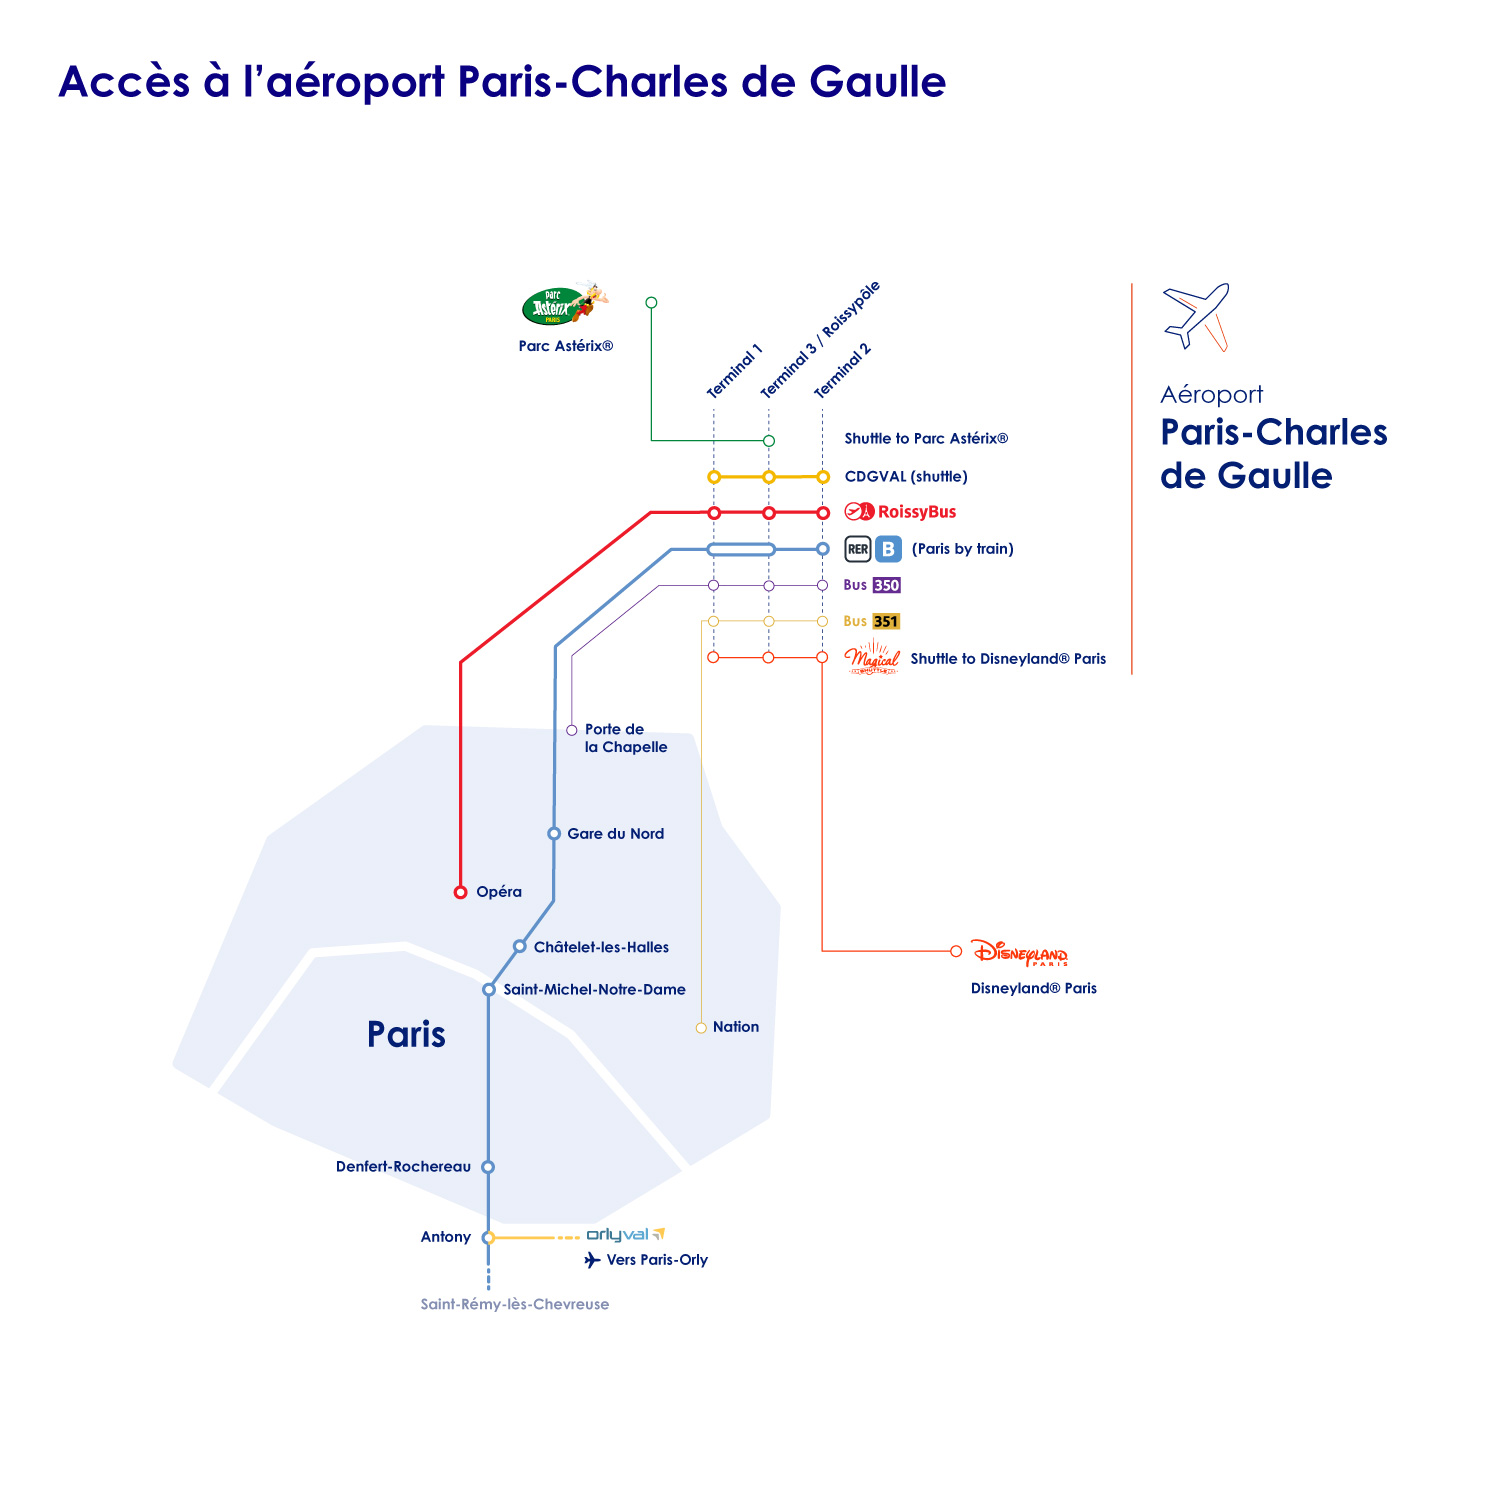 Accès à l’aéroport Paris-Charles de Gaulle
Parc
Astérix
PARIS
Parc Astérix®
Terminal 1
Terminal 3 / Roissypôle
Terminal 2
Aéroport
Paris-Charles
de Gaulle
Shuttle to Parc Astérix®
CDGVAL (shuttle)
RoissyBus
RER B (Paris by train)
Bus 350
Bus 351
Magical
Shuttle to Disneyland® Paris
Porte de
la Chapelle
Gare du Nord
Opéra
Châtelet-les-Halles
Saint-Michel-Notre-Dame
Disneyland
PARIS
Disneyland® Paris
Paris
Nation
Denfert-Rochereau
Antony
orlyval
Vers Paris-Orly
Saint-Rémy-lès-Chevreuse